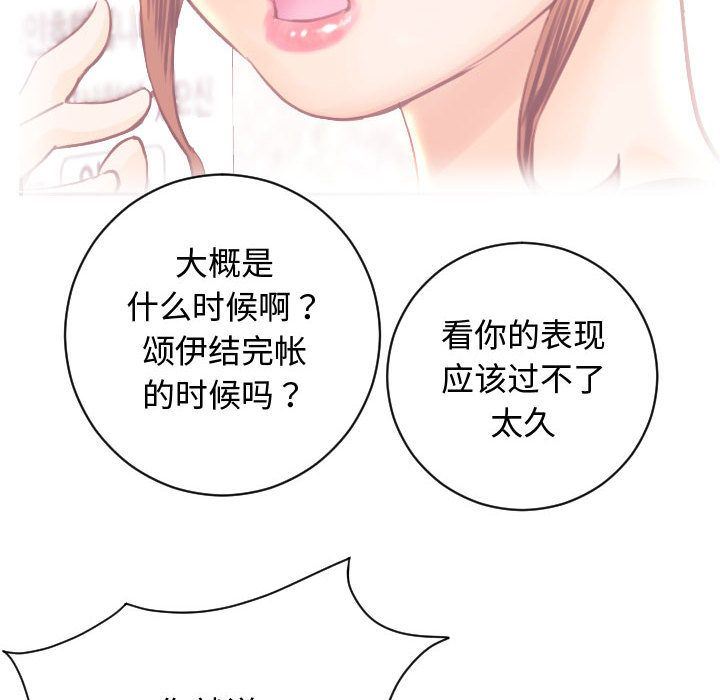 大概是
什么时候啊？
颂伊结完帐
的时候吗？
看你的表现
应该过不了
太久